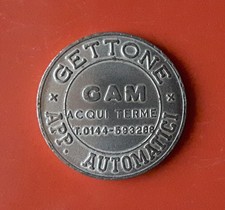 GETTONE
GAM
ACQUI TERME
T.0144-593288
APP. AUTOMATICI